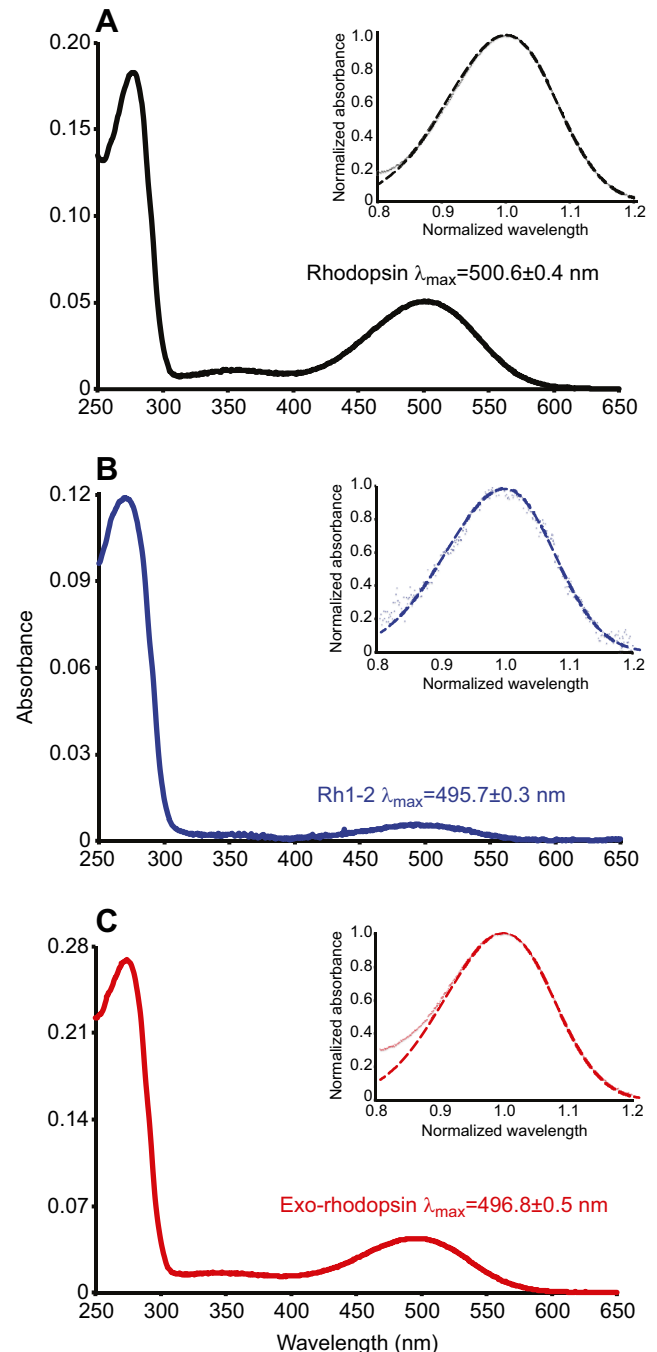 A
0.20
0.15
0.10
0.05
0
250 300 350 400 450 500 550 600 650
Normalized absorbance
1.0
0.8
0.6
0.4
0.2
0
0.8 0.9 1.0 1.1 1.2
Normalized wavelength
Rhodopsin λmax=500.6±0.4 nm
B
Absorbance
0.12
0.09
0.06
0.03
0
250 300 350 400 450 500 550 600 650
Normalized absorbance
1.0
0.8
0.6
0.4
0.2
0
0.8 0.9 1.0 1.1 1.2
Normalized wavelength
Rh1-2 λmax=495.7±0.3 nm
C
0.28
0.21
0.14
0.07
0
250 300 350 400 450 500 550 600 650
Normalized absorbance
1.0
0.8
0.6
0.4
0.2
0
0.8 0.9 1.0 1.1 1.2
Normalized wavelength
Exo-rhodopsin λmax=496.8±0.5 nm
Wavelength (nm)